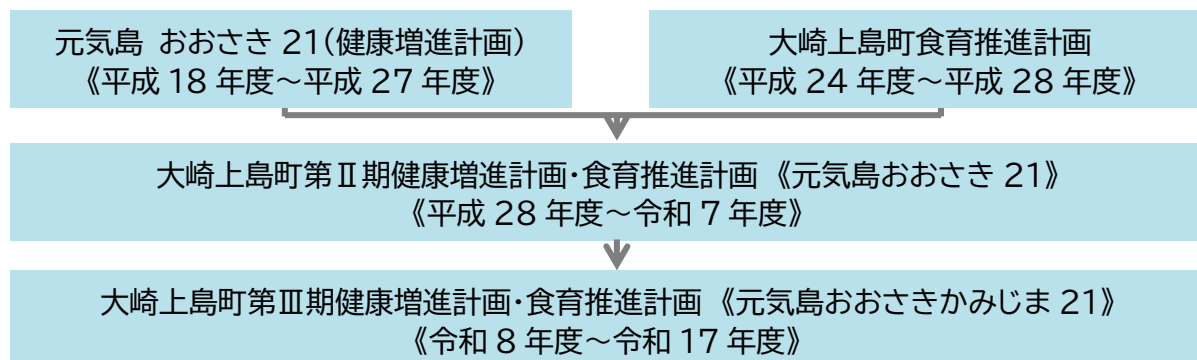 元気島 おおさき 21(健康増進計画)
《平成 18 年度～平成 27 年度》
大崎上島町食育推進計画
《平成 24 年度～平成 28 年度》
大崎上島町第Ⅱ期健康増進計画・食育推進計画 《元気島おおさき 21》
《平成 28 年度～令和 7 年度》
大崎上島町第Ⅲ期健康増進計画・食育推進計画 《元気島おおさきかみじま 21》
《令和 8 年度～令和 17 年度》